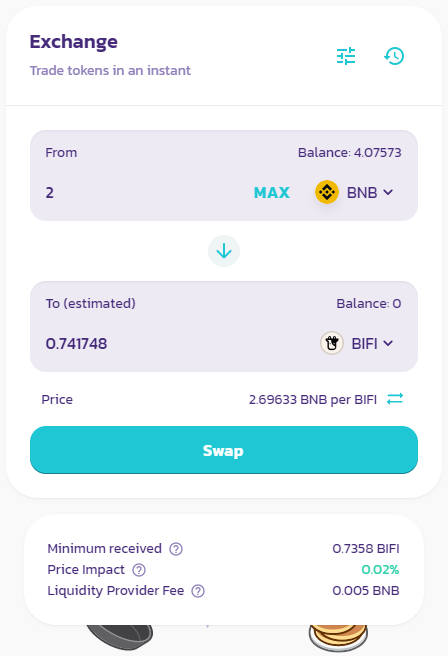 Exchange
Trade tokens in an instant
From Balance: 4.07573
2 MAX BNB
To (estimated) Balance: 0
0.741748 BIFI
Price 2.69633 BNB per BIFI
Swap
Minimum received ? 0.7358 BIFI
Price Impact ? 0.02%
Liquidity Provider Fee ? 0.005 BNB